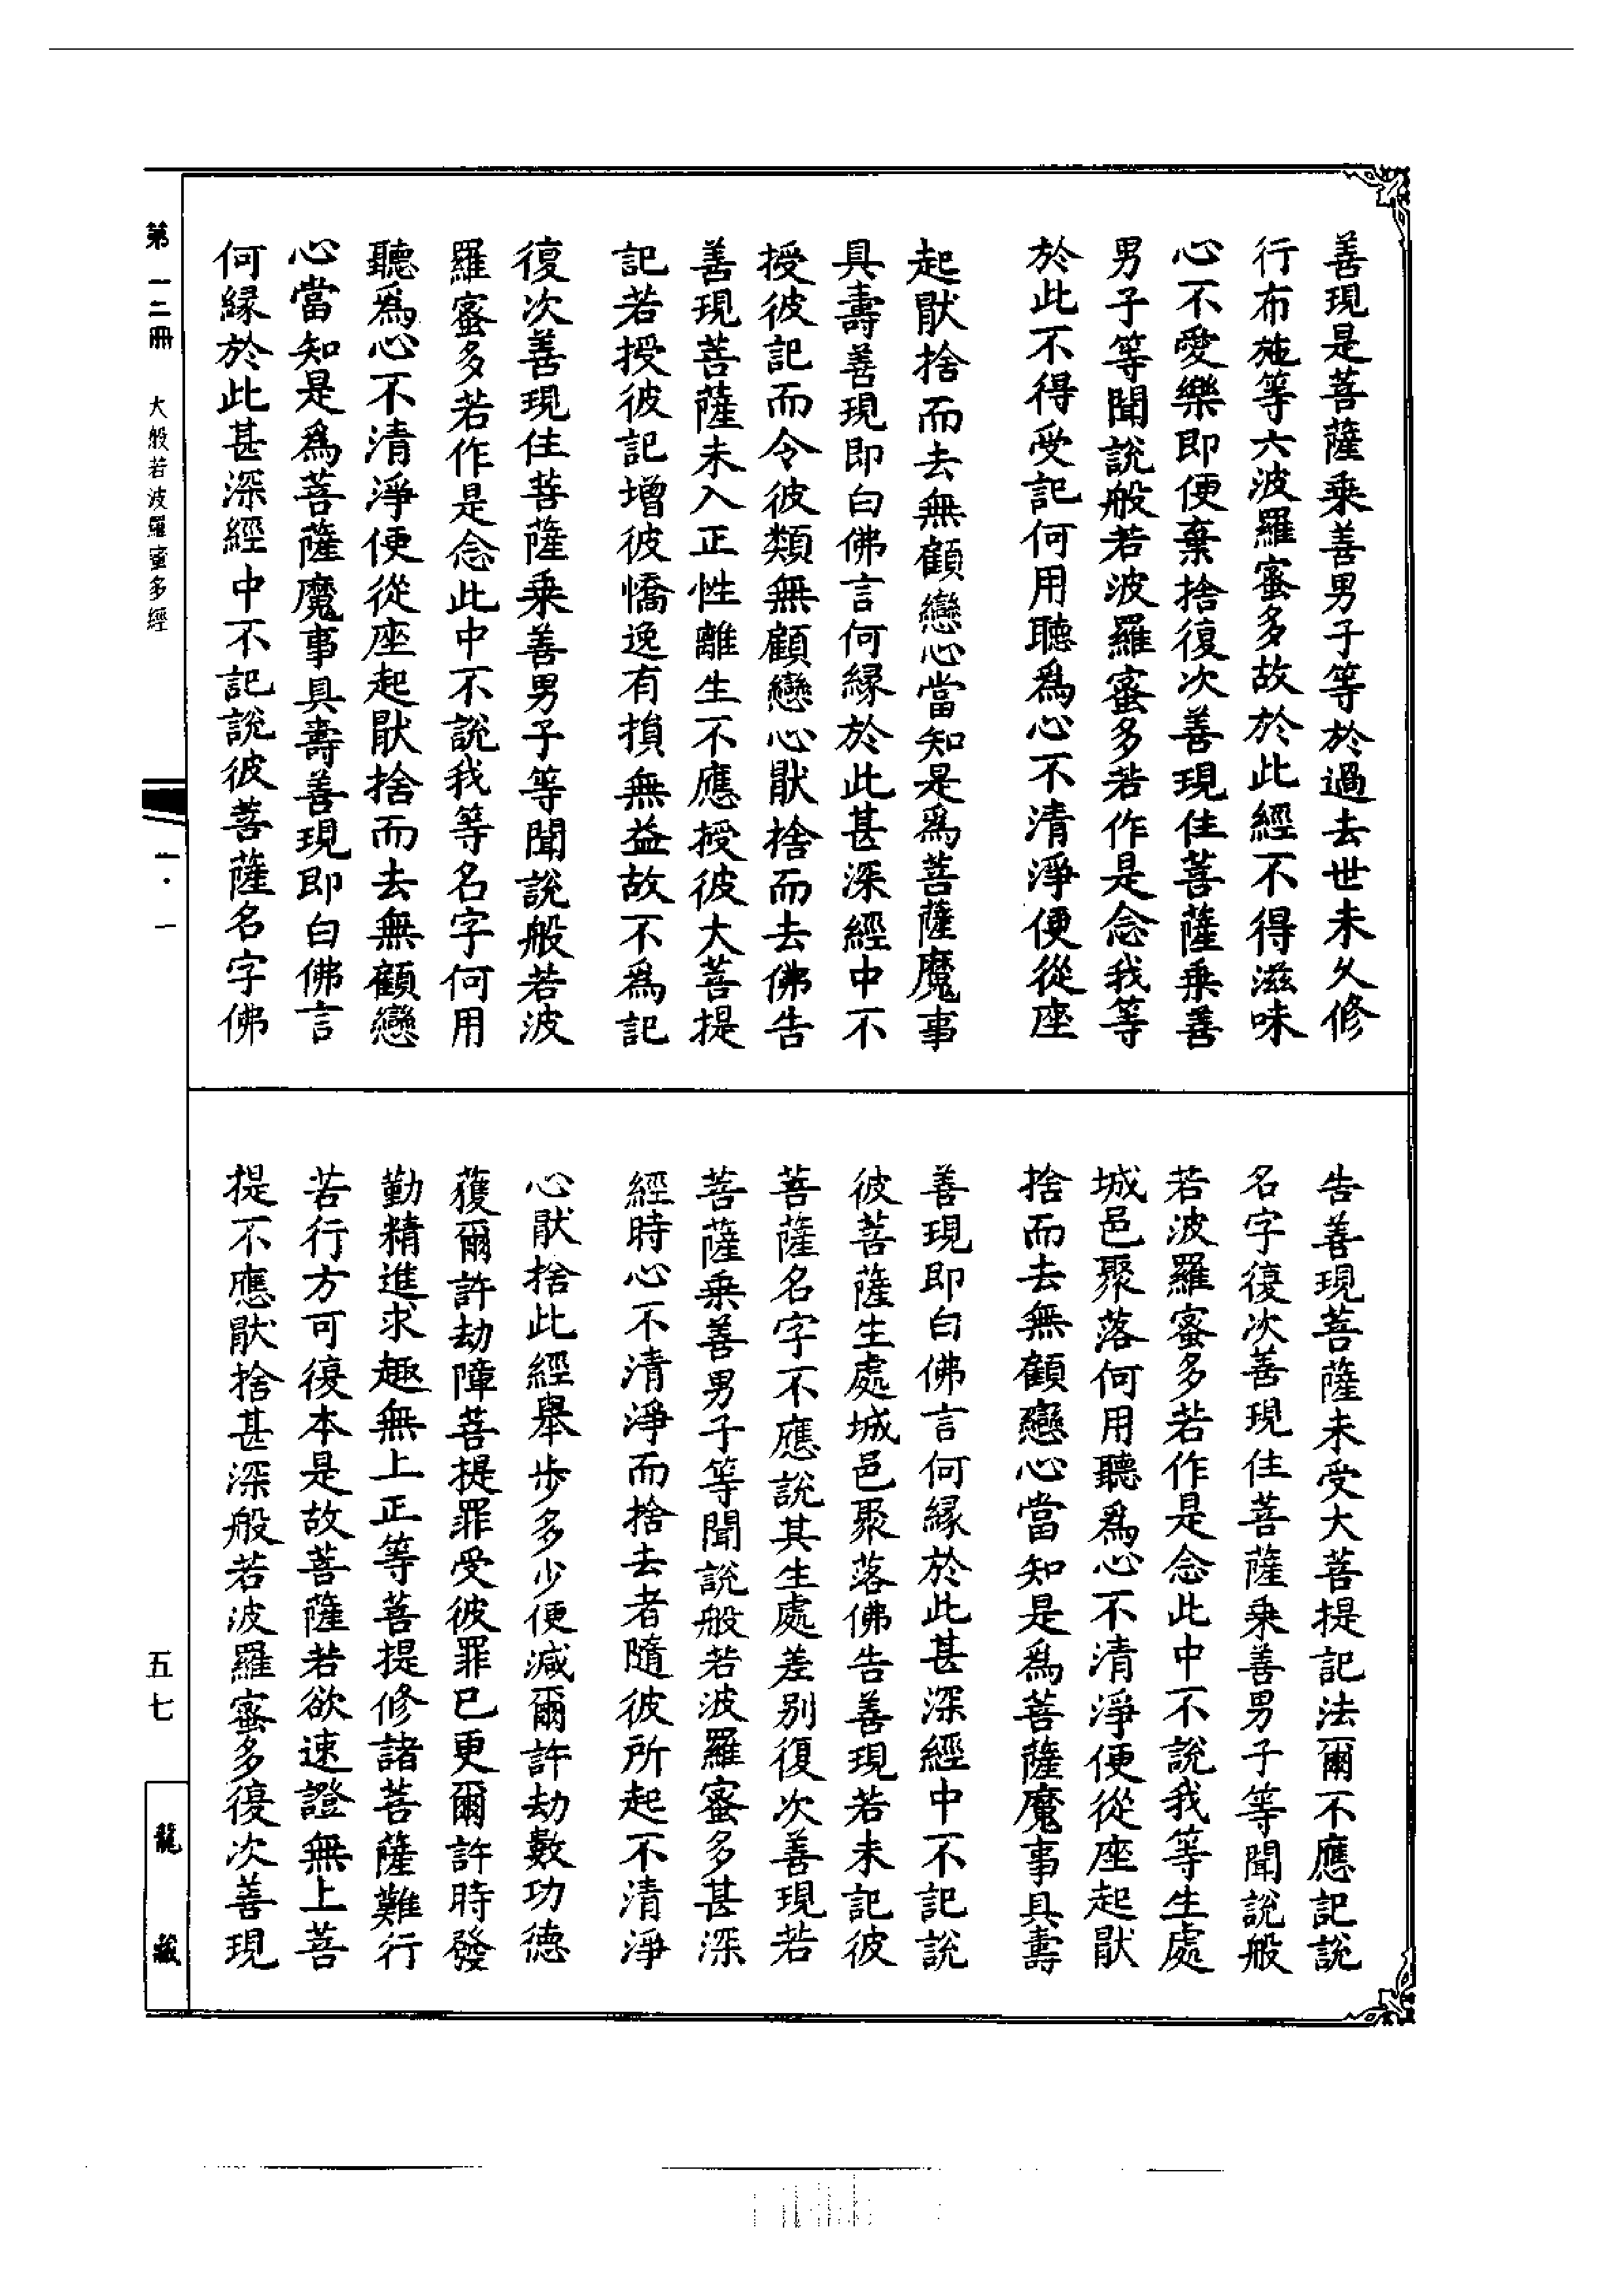 善現是菩薩乗善男子等於過去世未久修
行布施等六波羅蜜多故於此經不得滋味
心不愛樂即便棄捨復次善現住菩薩乗善
男子等聞說般若波羅蜜多若作是念我等
於此不得受記何用聽爲心不清淨便從座
起猒捨而去無顧戀心當知是爲菩薩魔事
具壽善現即白佛言何緣於此甚深經中不
授彼記而令彼類無顧戀心猒捨而去佛告
善現菩薩未入正性離生不應授彼大菩提
記若授彼記增彼憍逸有損無益故不爲記
復次善現住菩薩乗善男子等聞說般若波
羅蜜多若作是念此中不說我等名字何用
聽爲心不清淨便從座起猒捨而去無顧戀
心當知是爲菩薩魔事具壽善現即白佛言
何緣於此甚深經中不記說彼菩薩名字佛
告善現菩薩未受大菩提記法爾不應記說
名字復次善現住菩薩乗善男子等聞說般
若波羅蜜多若作是念此中不說我等生處
城邑聚落何用聽爲心不清淨便從座起猒
捨而去無顧戀心當知是爲菩薩魔事具壽
善現即白佛言何緣於此甚深經中不記說
彼菩薩生處城邑聚落佛告善現若未記彼
菩薩名字不應說其生處差别復次善現若
菩薩乗善男子等聞說般若波羅蜜多甚深
經時心不清淨而捨去者隨彼所起不清淨
心猒捨此經舉步多少便減爾許劫數功德
獲爾許劫障菩提罪受彼罪已更爾許時發
勤精進求趣無上正等菩提修諸菩薩難行
苦行方可復本是故菩薩若欲速證無上菩
提不應猒捨甚深般若波羅蜜多復次善現
第一二冊 大般若波羅蜜多經
一·一
五七
龍藏